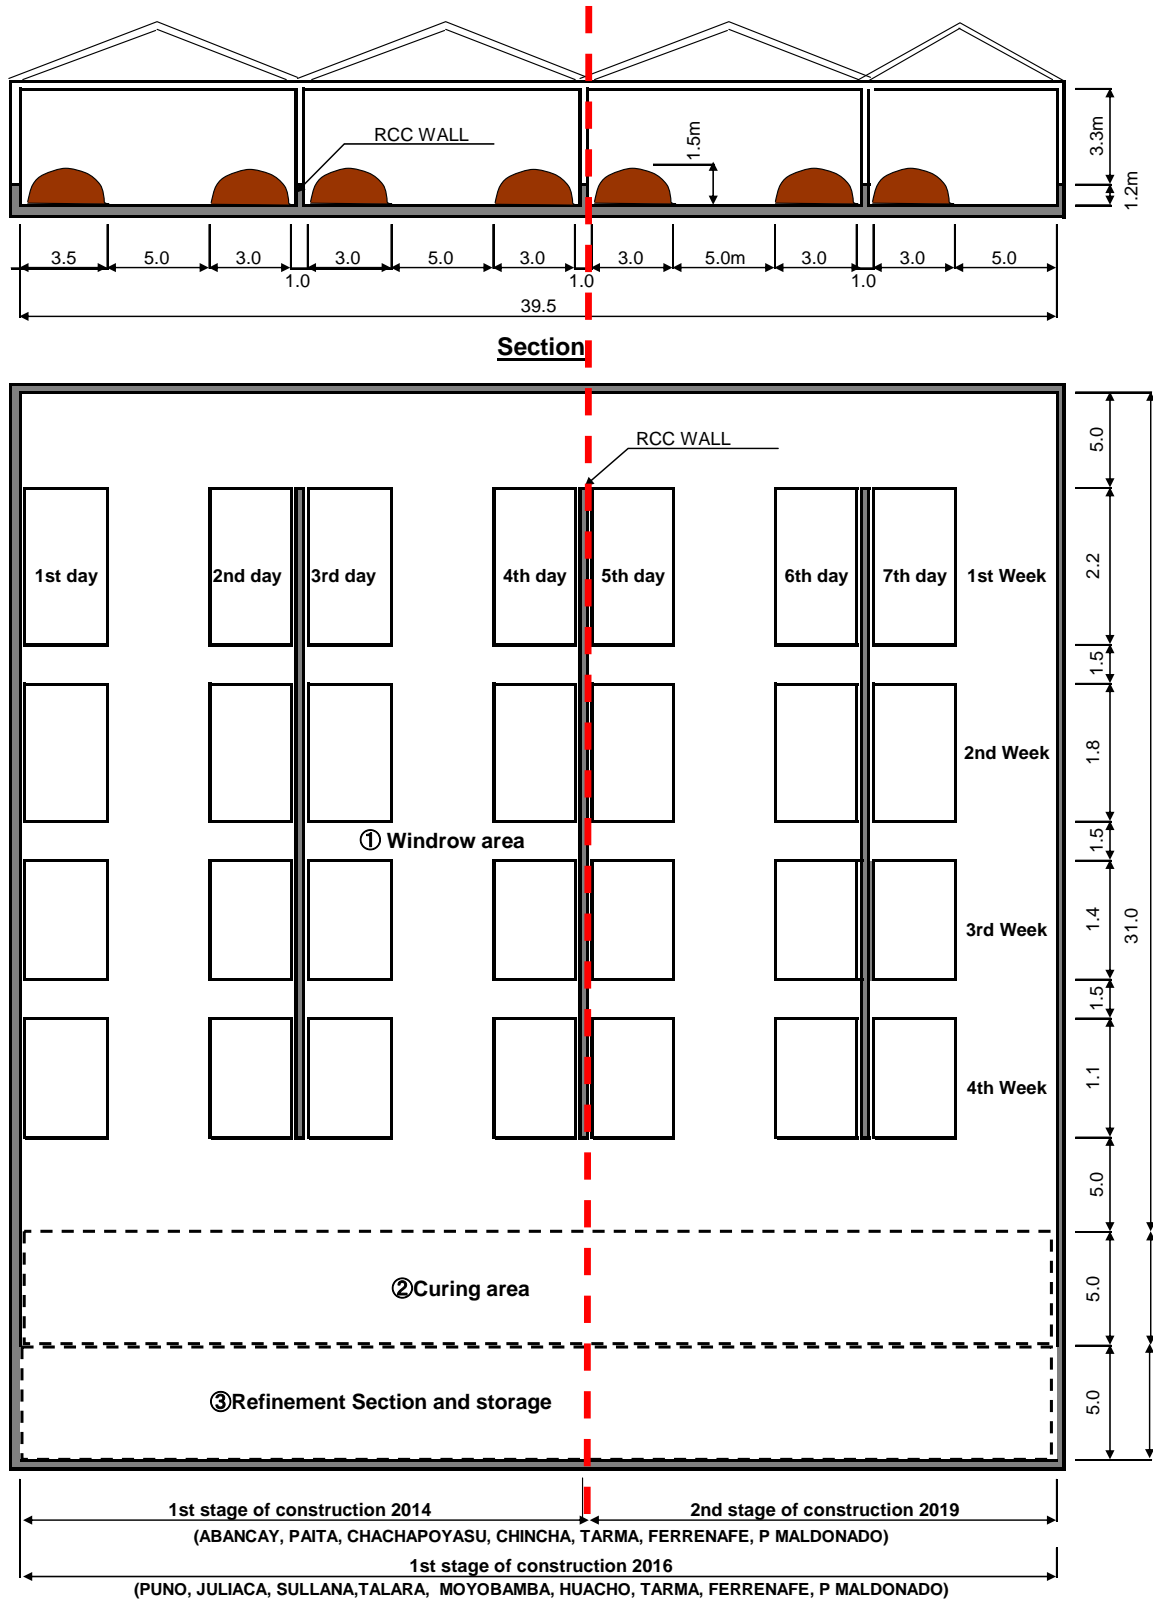 RCC WALL
1.5m
3.3m
1.2m
3.5 5.0 3.0 3.0 5.0 3.0 3.0 5.0m 3.0 3.0 5.0
1.0 1.0 1.0
39.5
Section
RCC WALL
5.0
1st day 2nd day 3rd day 4th day 5th day 6th day 7th day 1st Week
2.2
1.5
2nd Week
1.8
① Windrow area
1.5
3rd Week
1.4
31.0
1.5
4th Week
1.1
5.0
②Curing area
5.0
③Refinement Section and storage
5.0
1st stage of construction 2014 2nd stage of construction 2019
(ABANCAY, PAITA, CHACHAPOYASU, CHINCHA, TARMA, FERRENAFE, P MALDONADO)
1st stage of construction 2016
(PUNO, JULIACA, SULLANA,TALARA, MOYOBAMBA, HUACHO, TARMA, FERRENAFE, P MALDONADO)